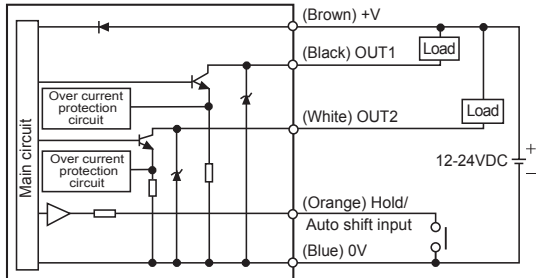 (Brown) +V
Load
(Black) OUT1
Over current
protection
circuit
Load
(White) OUT2
Main circuit
Over current
protection
circuit
12-24VDC
+
−
(Orange) Hold/
Auto shift input
(Blue) 0V